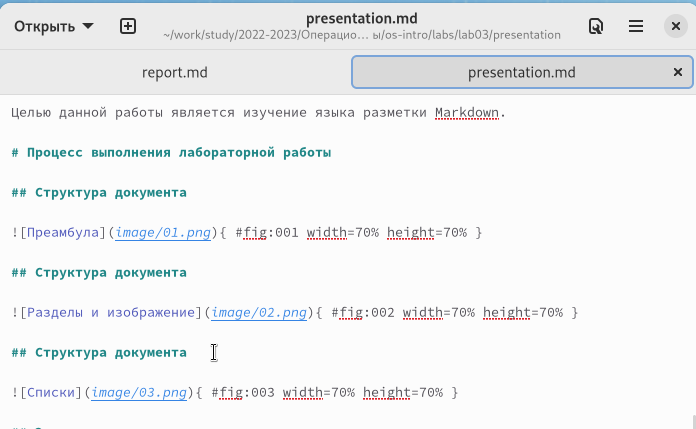 Открыть
presentation.md
~/work/study/2022-2023/Операцио… ы/os-intro/labs/lab03/presentation
report.md
presentation.md
Целью данной работы является изучение языка разметки Markdown.
# Процесс выполнения лабораторной работы
## Структура документа
![Преамбула](image/01.png){ #fig:001 width=70% height=70% }
## Структура документа
![Разделы и изображение](image/02.png){ #fig:002 width=70% height=70% }
## Структура документа
![Списки](image/03.png){ #fig:003 width=70% height=70% }